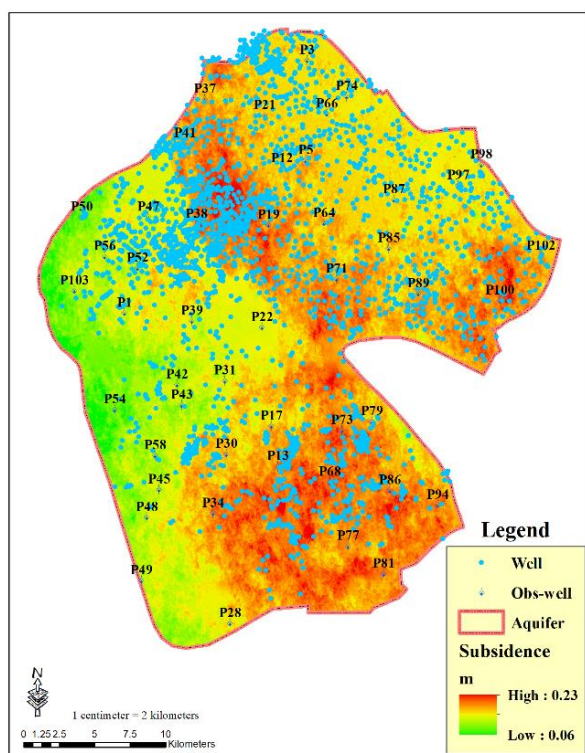 P3
P37
P74
P21
P66
P41
P12
P5
P98
P97
P87
P50
P47
P38
P19
P64
P56
P85
P102
P52
P71
P103
P89
P100
P1
P39
P22
P31
P42
P43
P54
P17
P73
P79
P58
P30
P13
P68
P45
P86
P48
P34
P94
P77
P49
P81
P28
Legend
Well
Obs-well
Aquifer
Subsidence
m
High : 0.23
Low : 0.06
N
1 centimeter = 2 kilometers
0 1.25 2.5 5 7.5 10
Kilometers